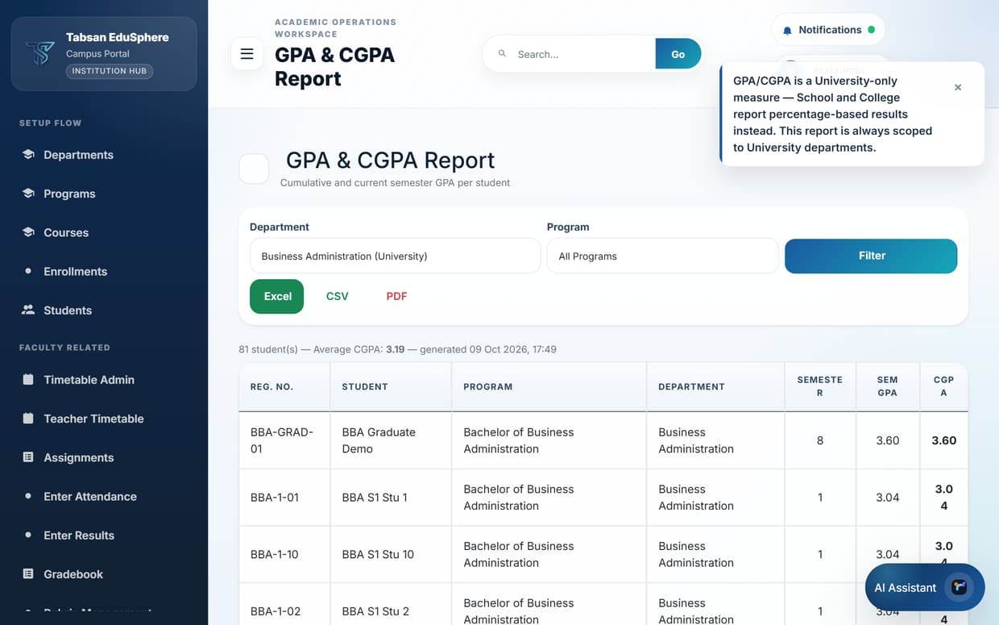 Tabsan EduSphere
Campus Portal
INSTITUTION HUB
SETUP FLOW
Departments
Programs
Courses
Enrollments
Students
FACULTY RELATED
Timetable Admin
Teacher Timetable
Assignments
Enter Attendance
Enter Results
Gradebook
ACADEMIC OPERATIONS
WORKSPACE
GPA & CGPA
Report
Search...
Go
Notifications
GPA/CGPA is a University-only
measure — School and College
report percentage-based results
instead. This report is always scoped
to University departments.
×
GPA & CGPA Report
Cumulative and current semester GPA per student
Department
Program
Business Administration (University)
All Programs
Filter
Excel
CSV
PDF
81 student(s) — Average CGPA: 3.19 — generated 09 Oct 2026, 17:49
REG. NO. STUDENT PROGRAM DEPARTMENT SEMESTE SEM CGP
R GPA A
BBA-GRAD- BBA Graduate Bachelor of Business Business
8 3.60 3.60
01 Demo Administration Administration
Bachelor of Business Business 3.0
BBA-1-01 BBA S1 Stu 1 1 3.04
Administration Administration 4
Bachelor of Business Business 3.0
BBA-1-10 BBA S1 Stu 10 1 3.04
Administration Administration 4
Bachelor of Business Business
BBA-1-02 BBA S1 Stu 2 1 3.04
Administration Administration 4
AI Assistant